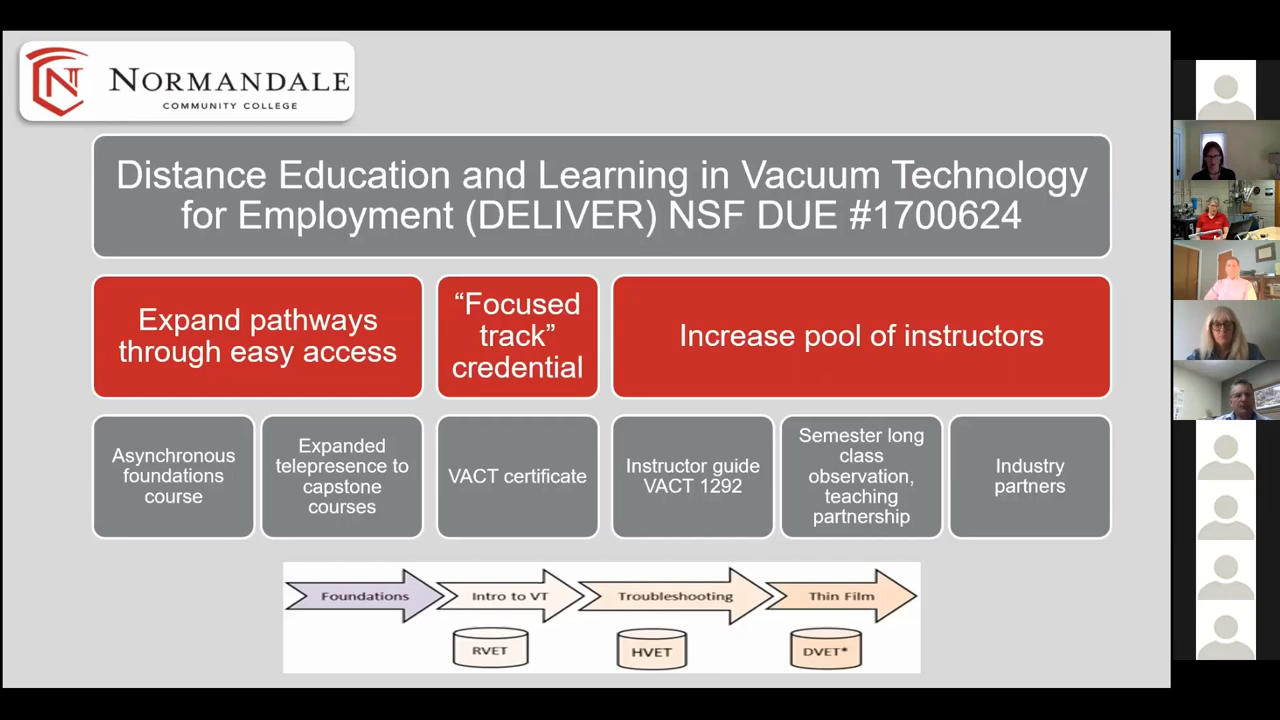 NORMANDALE
COMMUNITY COLLEGE
Distance Education and Learning in Vacuum Technology
for Employment (DELIVER) NSF DUE #1700624
Expand pathways
through easy access
“Focused
track”
credential
Increase pool of instructors
Asynchronous
foundations
course
Expanded
telepresence to
capstone
courses
VACT certificate
Instructor guide
VACT 1292
Semester long
class
observation,
teaching
partnership
Industry
partners
Foundations
Intro to VT
Troubleshooting
Thin Film
RVET
HVET
DVET*